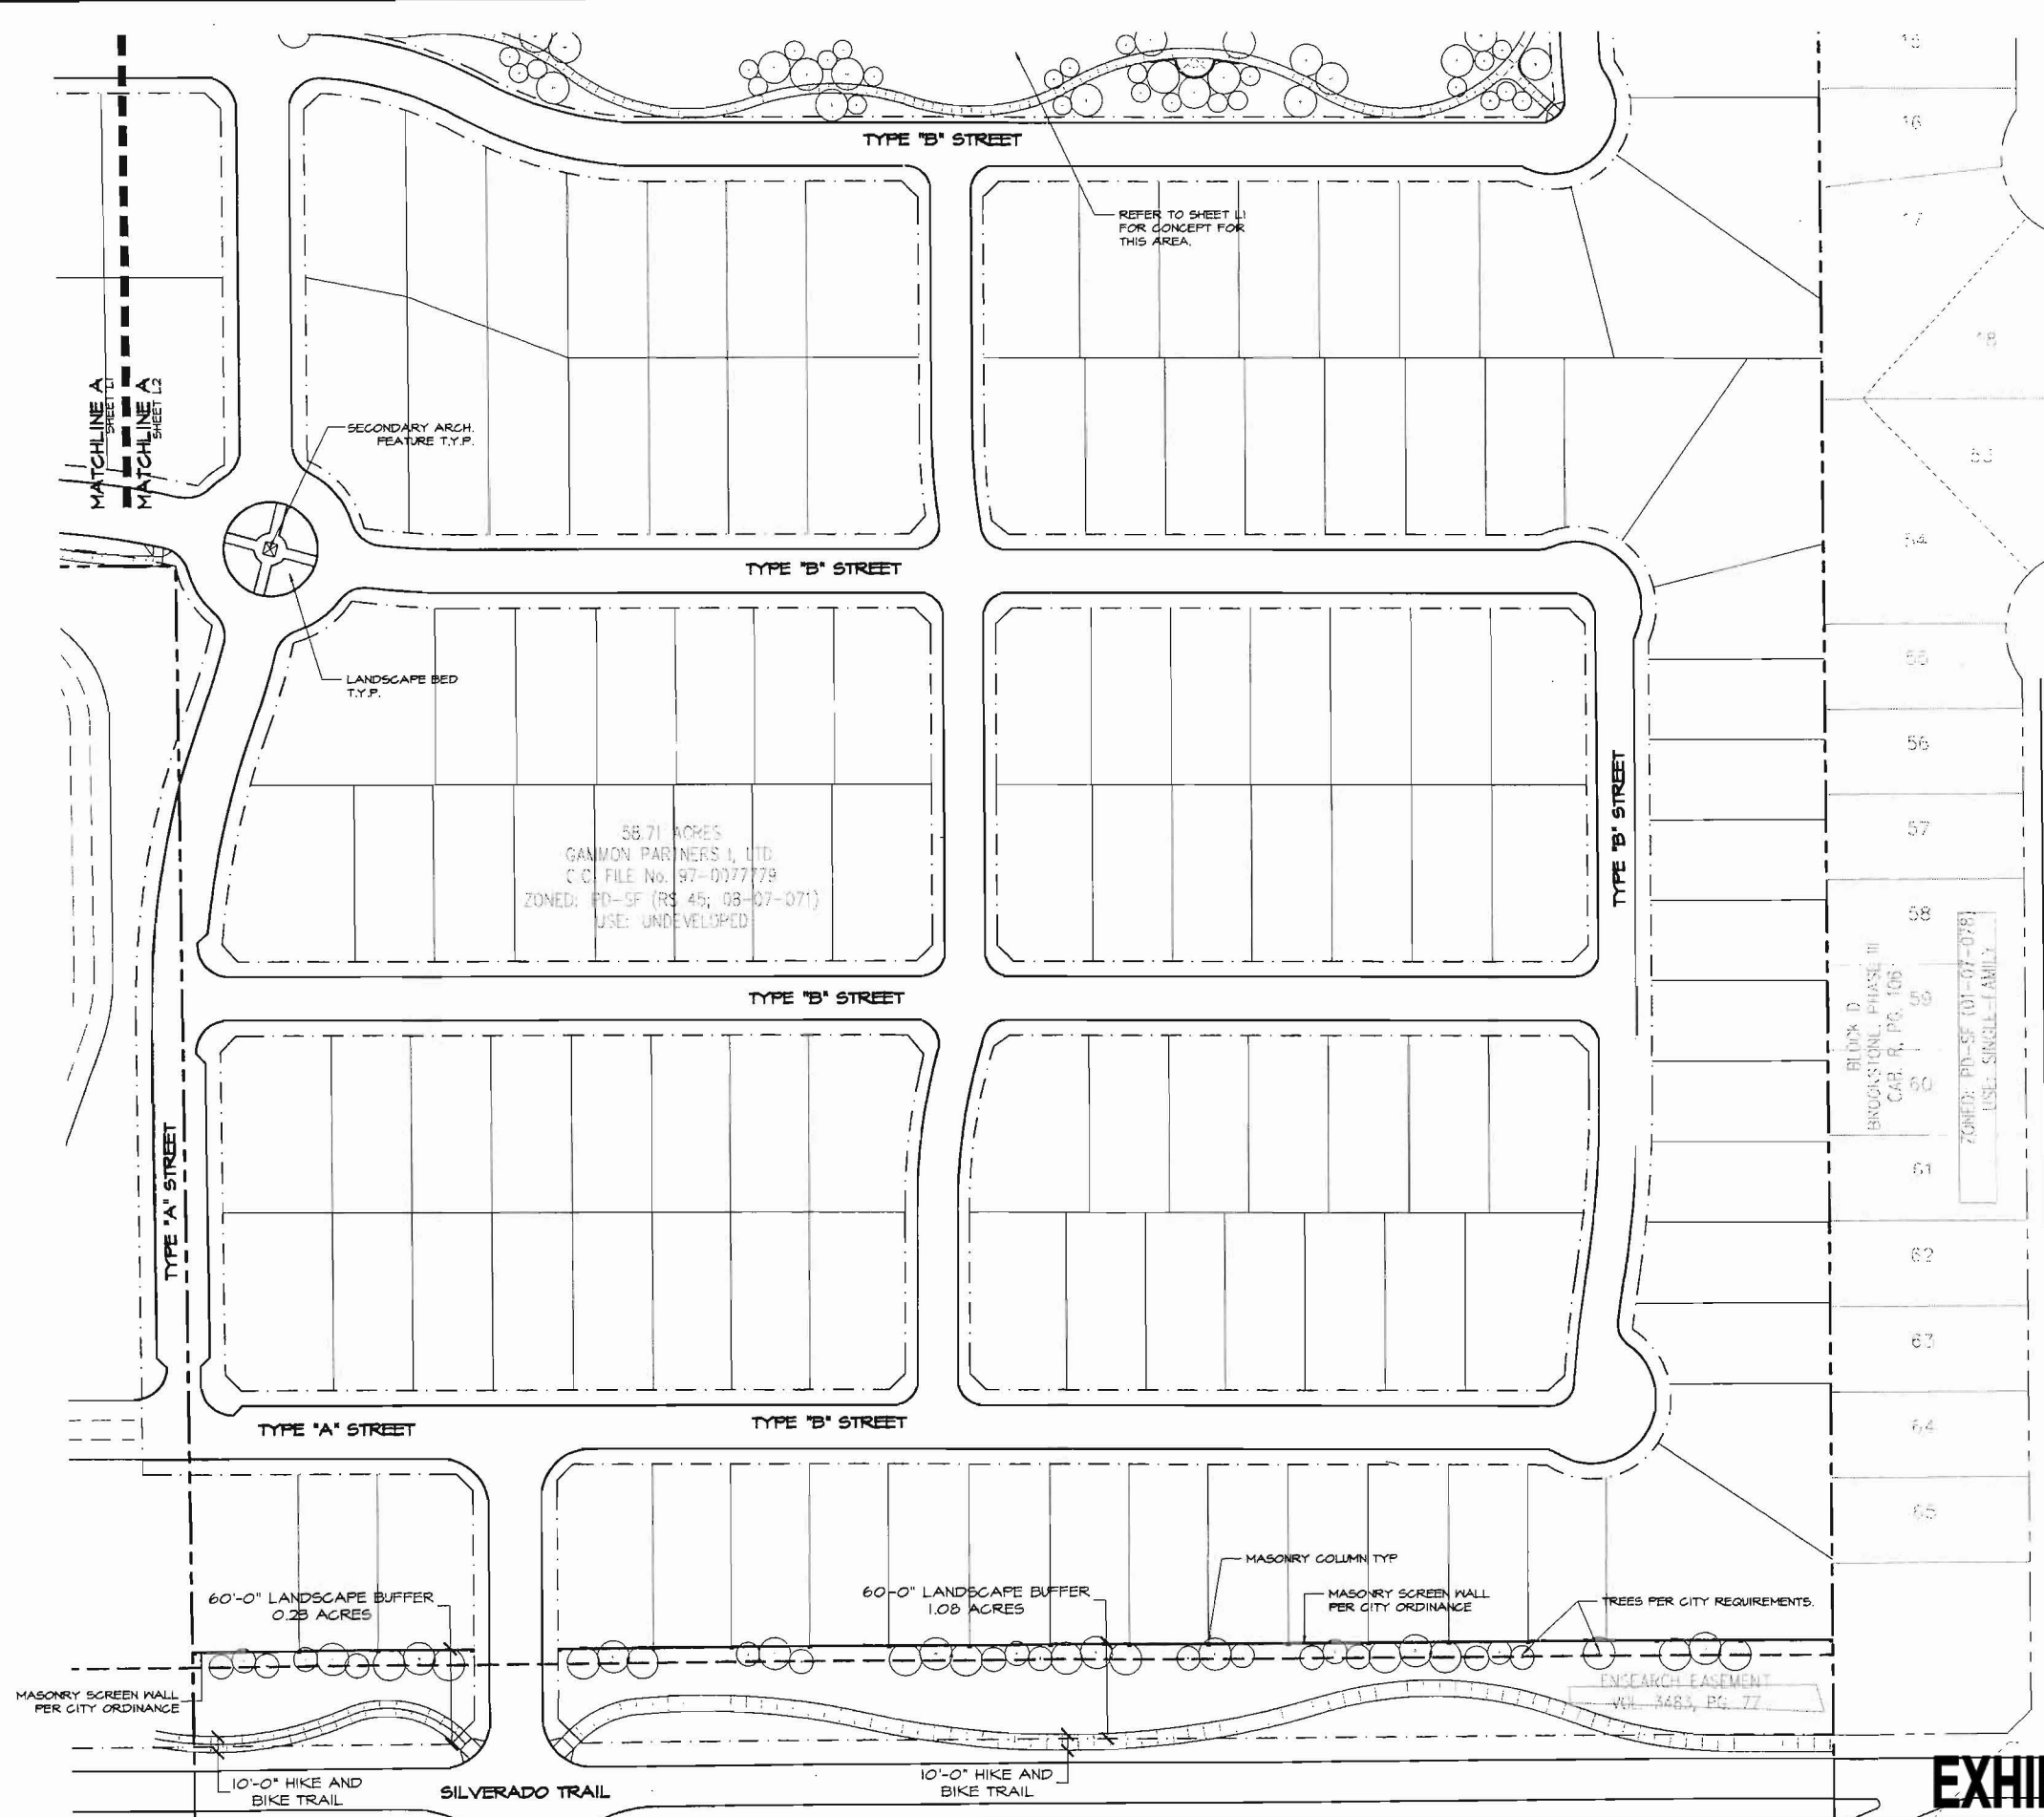 15
16
17
18
TYPE "B" STREET
REFER TO SHEET L1
FOR CONCEPT FOR
THIS AREA.
MATCHLINE A
SHEET L1
MATCHLINE A
SHEET L2
SECONDARY ARCH.
FEATURE T.Y.P.
53
54
TYPE "B" STREET
LANDSCAPE BED
T.Y.P.
55
56
TYPE "B" STREET
57
58.71 ACRES
GAMMON PARTNERS I, LTD
C.C. FILE No. 97-0077779
ZONED: PD-SF (RS 45; 08-07-071)
USE: UNDEVELOPED
58
59
60
BLOCK D
BROOKSTONE, PHASE III
CAB. R, PG. 106
ZONED: PD-SF (01-07-078)
USE: SINGLE-FAMILY
TYPE "B" STREET
61
TYPE "A" STREET
62
63
64
TYPE "A" STREET
TYPE "B" STREET
65
MASONRY COLUMN TYP
60'-0" LANDSCAPE BUFFER
0.28 ACRES
60-0" LANDSCAPE BUFFER
1.08 ACRES
MASONRY SCREEN WALL
PER CITY ORDINANCE
TREES PER CITY REQUIREMENTS.
MASONRY SCREEN WALL
PER CITY ORDINANCE
ENSEARCH EASEMENT
VOL. 3483, PG. 77
10'-0" HIKE AND
BIKE TRAIL
SILVERADO TRAIL
10'-0" HIKE AND
BIKE TRAIL